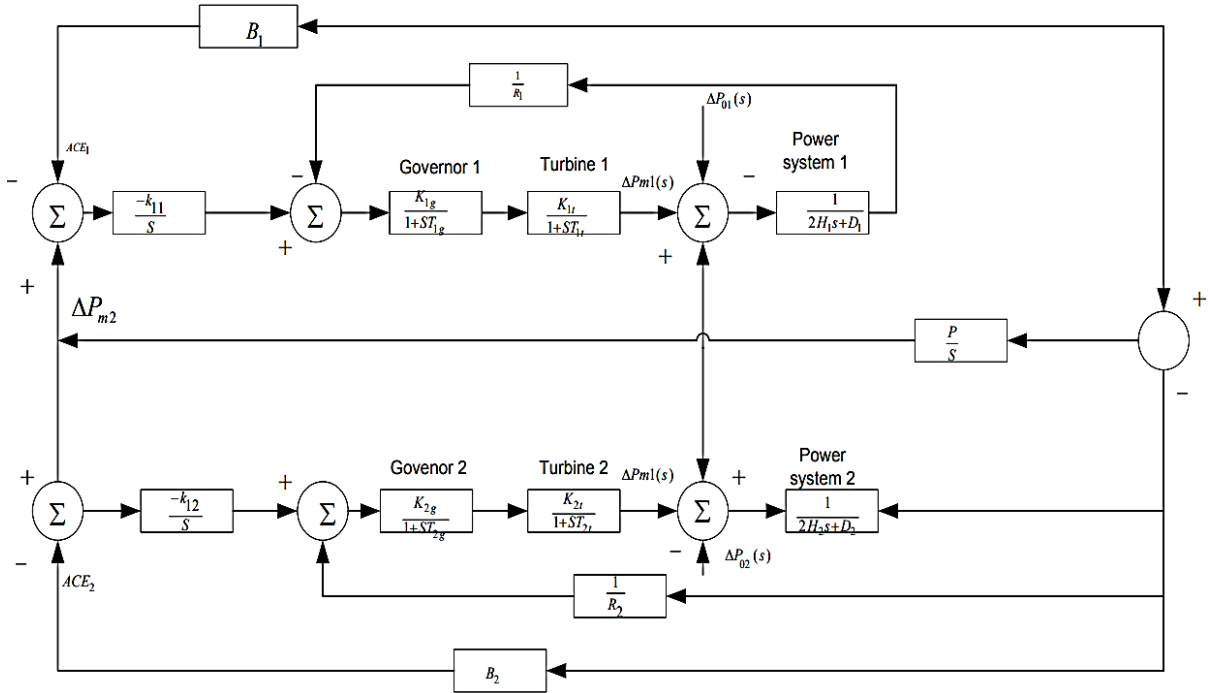 B₁
1/R₁
ΔP₀₁(s)
ACE₁
Governor 1
Turbine 1
Power
system 1
ΔPm1(s)
−
−
−
Σ
-k₁₁/S
Σ
K₁g/1+ST₁g
K₁t/1+ST₁t
Σ
1/2H₁s+D₁
+
+
+
ΔPₘ₂
+
P/S
−
Govenor 2
Turbine 2
ΔPm1(s)
Power
system 2
+
+
+
Σ
-k₁₂/S
Σ
K₂g/1+ST₂g
K₂t/1+ST₂t
Σ
1/2H₂s+D₂
−
−
ΔP₀₂(s)
ACE₂
1/R₂
B₂